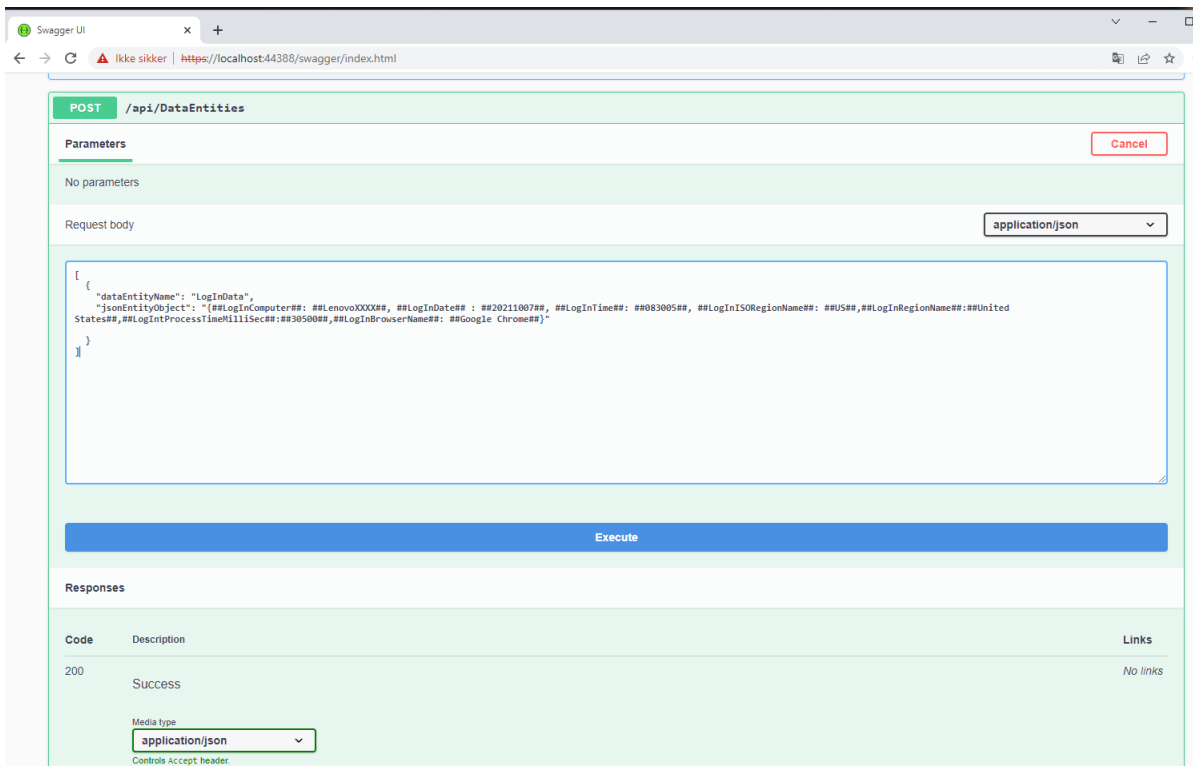 Swagger UI
Ikke sikker | https://localhost:44388/swagger/index.html
POST /api/DataEntities
Parameters
Cancel
No parameters
Request body
application/json
[
{
"dataEntityName": "LogInData",
"jsonEntityObject": "{##LogInComputer##: ##LenovoXXXX##, ##LogInDate## : ##20211007##, ##LogInTime##: ##083005##, ##LogInISORegionName##: ##US##,##LogInRegionName##:##United
States##,##LogIntProcessTimeMilliSec##:##30500##,##LogInBrowserName##: ##Google Chrome##}"
}
]
Execute
Responses
Code Description Links
200 Success No links
Media type
application/json
Controls Accept header.